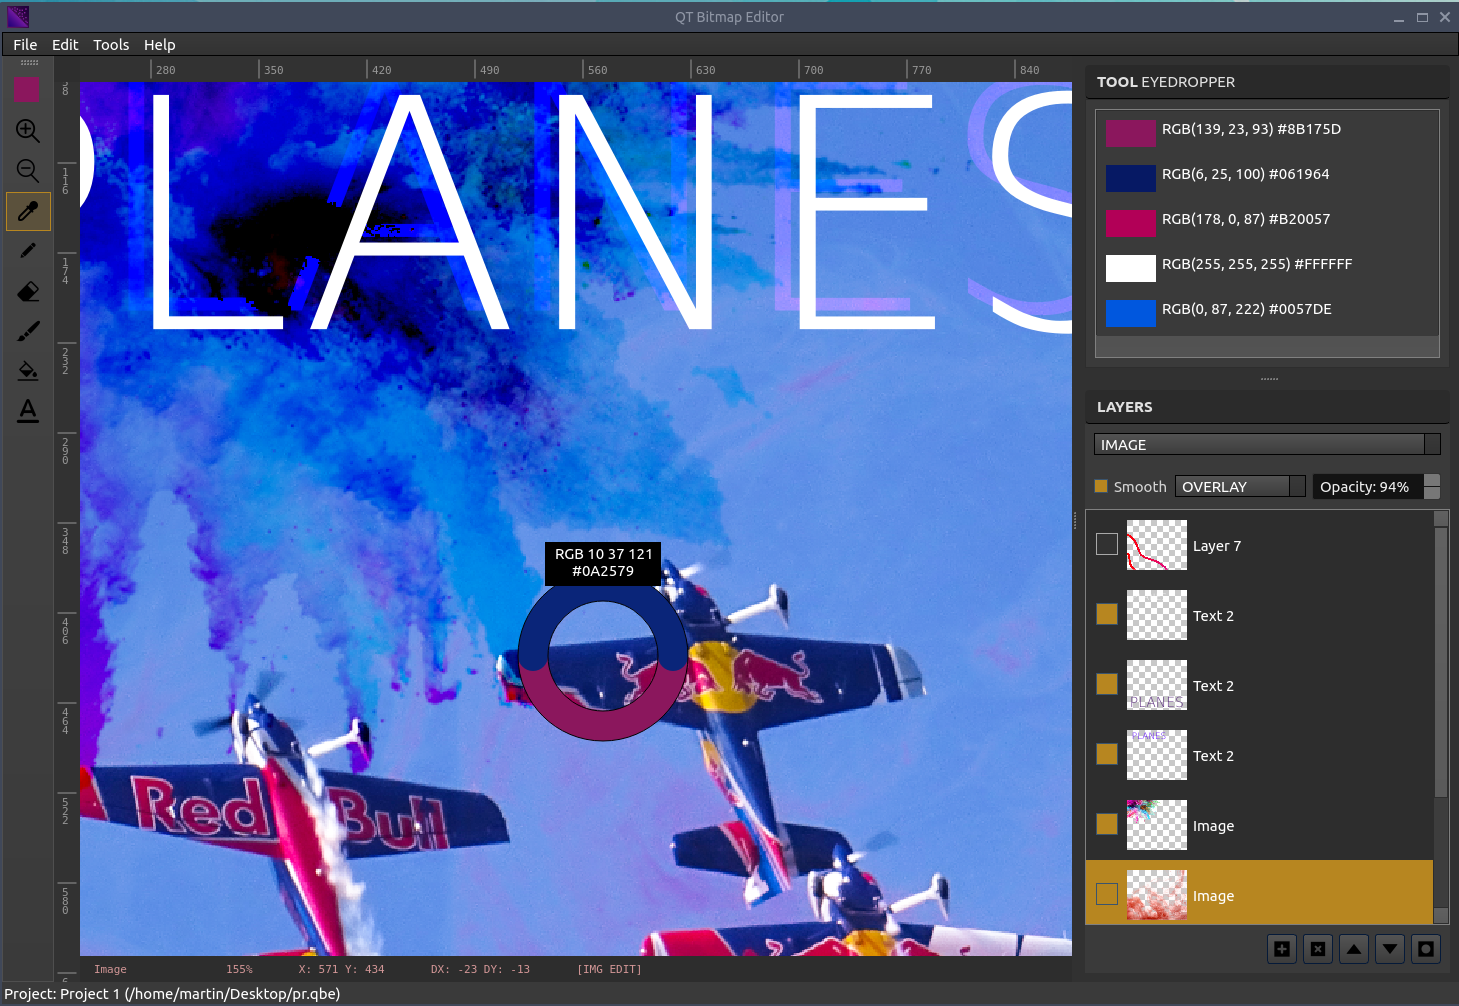 QT Bitmap Editor
File Edit Tools Help
280 350 420 490 560 630 700 770 840
116
174
232
290
348
406
464
522
580
PLANES
RGB 10 37 121
#0A2579
Red Bull
Image 155% X: 571 Y: 434 DX: -23 DY: -13 [IMG EDIT]
TOOL EYEDROPPER
RGB(139, 23, 93) #8B175D
RGB(6, 25, 100) #061964
RGB(178, 0, 87) #B20057
RGB(255, 255, 255) #FFFFFF
RGB(0, 87, 222) #0057DE
LAYERS
IMAGE
Smooth OVERLAY Opacity: 94%
Layer 7
Text 2
PLANES
Text 2
PLANES
Text 2
Image
Image
Project: Project 1 (/home/martin/Desktop/pr.qbe)